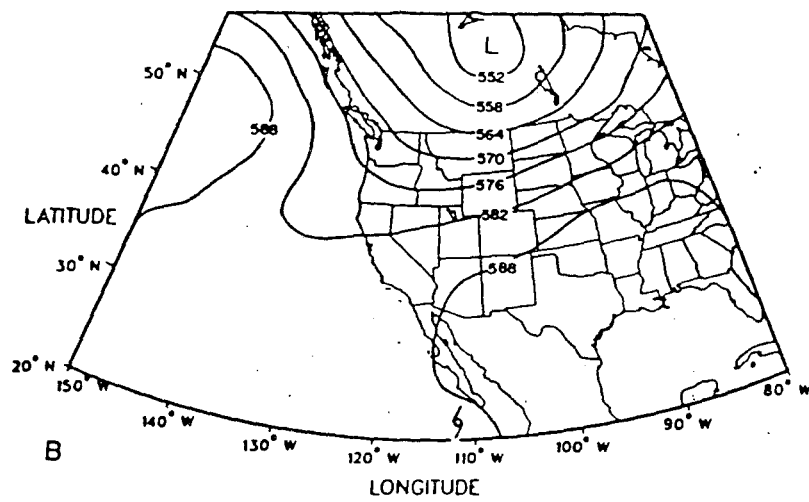 L
552
558
564
570
576
582
588
588
50° N
40° N
LATITUDE
30° N
20° N
150° W
140° W
130° W
120° W
110° W
100° W
90° W
80° W
B
LONGITUDE